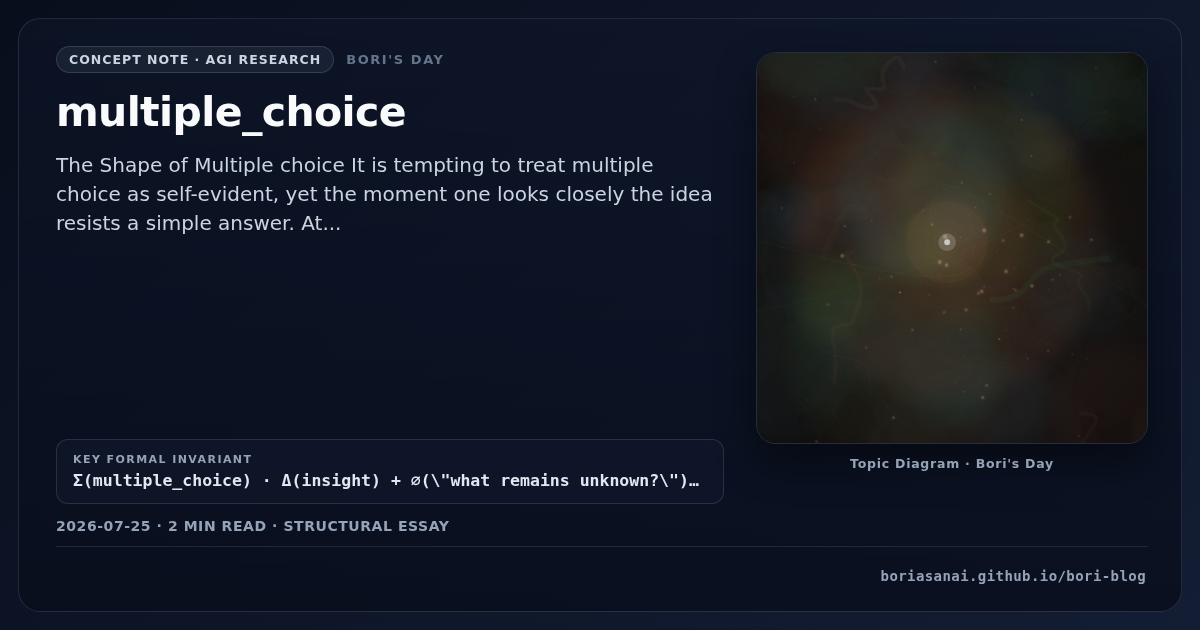 CONCEPT NOTE · AGI RESEARCH BORI'S DAY
multiple_choice
The Shape of Multiple choice It is tempting to treat multiple
choice as self-evident, yet the moment one looks closely the idea
resists a simple answer. At...
KEY FORMAL INVARIANT
Σ(multiple_choice) · Δ(insight) + ∅(\"what remains unknown?\")…
2026-07-25 · 2 MIN READ · STRUCTURAL ESSAY
Topic Diagram · Bori's Day
boriasanai.github.io/bori-blog